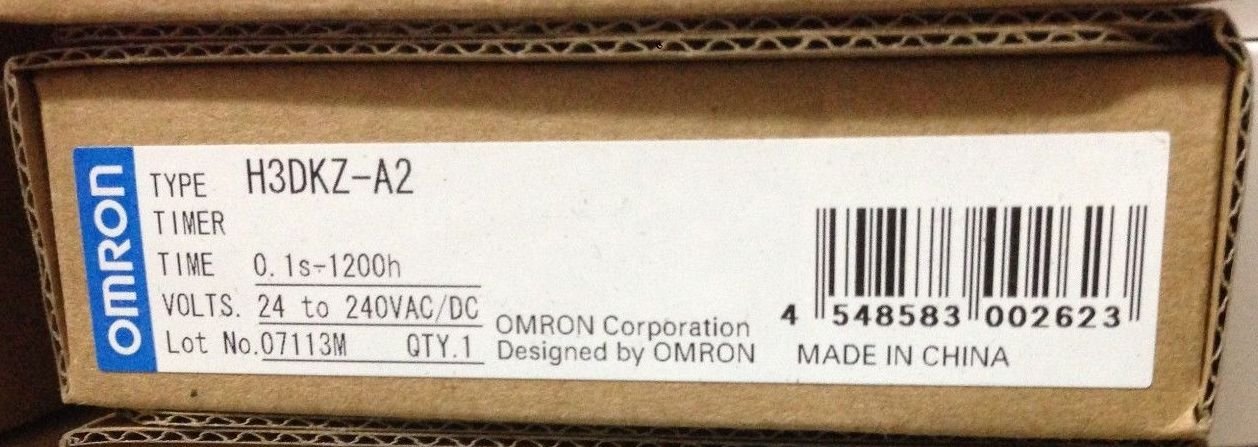 OMRON
TYPE H3DKZ-A2
TIMER
TIME 0.1s-1200h
VOLTS. 24 to 240VAC/DC
Lot No.07113M QTY.1
OMRON Corporation
Designed by OMRON
4 548583 002623
MADE IN CHINA